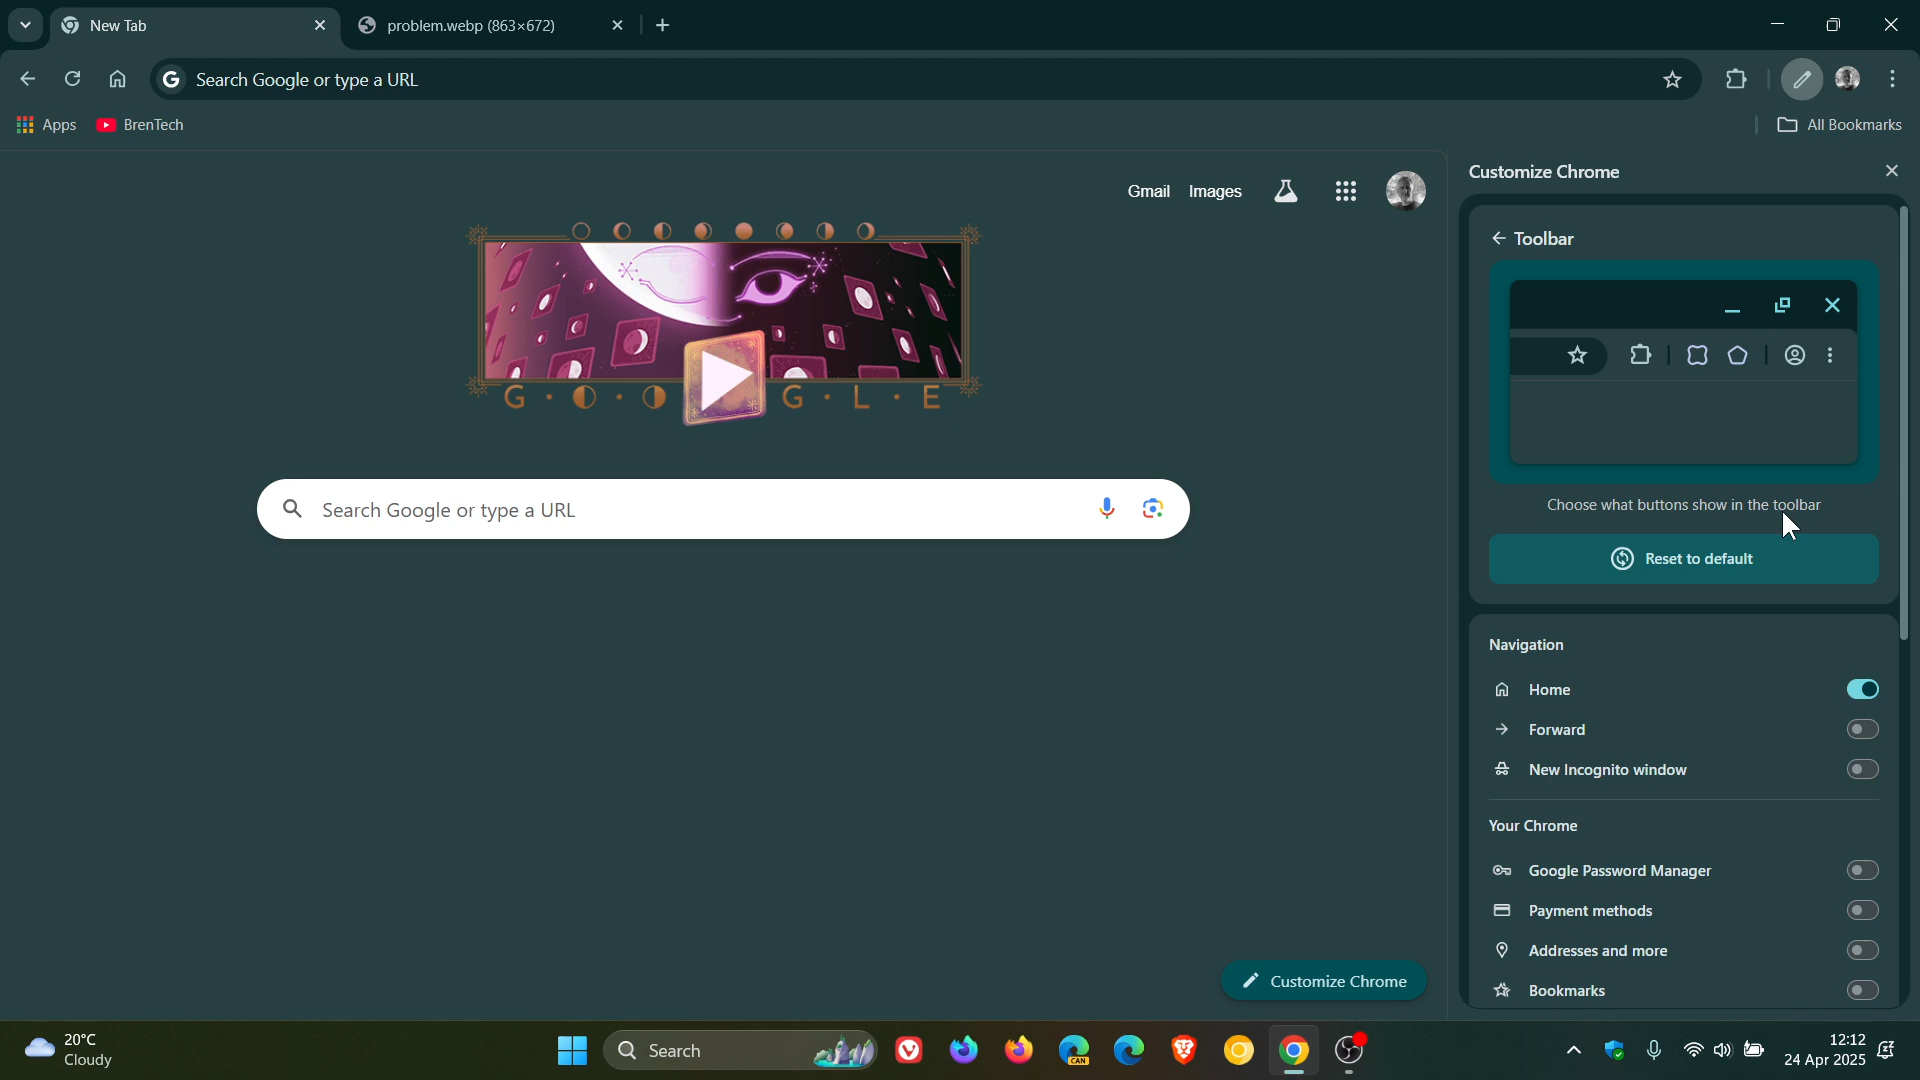 New Tab
problem.webp (863×672)
Search Google or type a URL
Apps
BrenTech
All Bookmarks
Gmail
Images
G · · G · L · E
Search Google or type a URL
Customize Chrome
Customize Chrome
Toolbar
Choose what buttons show in the toolbar
Reset to default
Navigation
Home
Forward
New Incognito window
Your Chrome
Google Password Manager
Payment methods
Addresses and more
Bookmarks
20°C
Cloudy
Search
CAN
12:12
24 Apr 2025